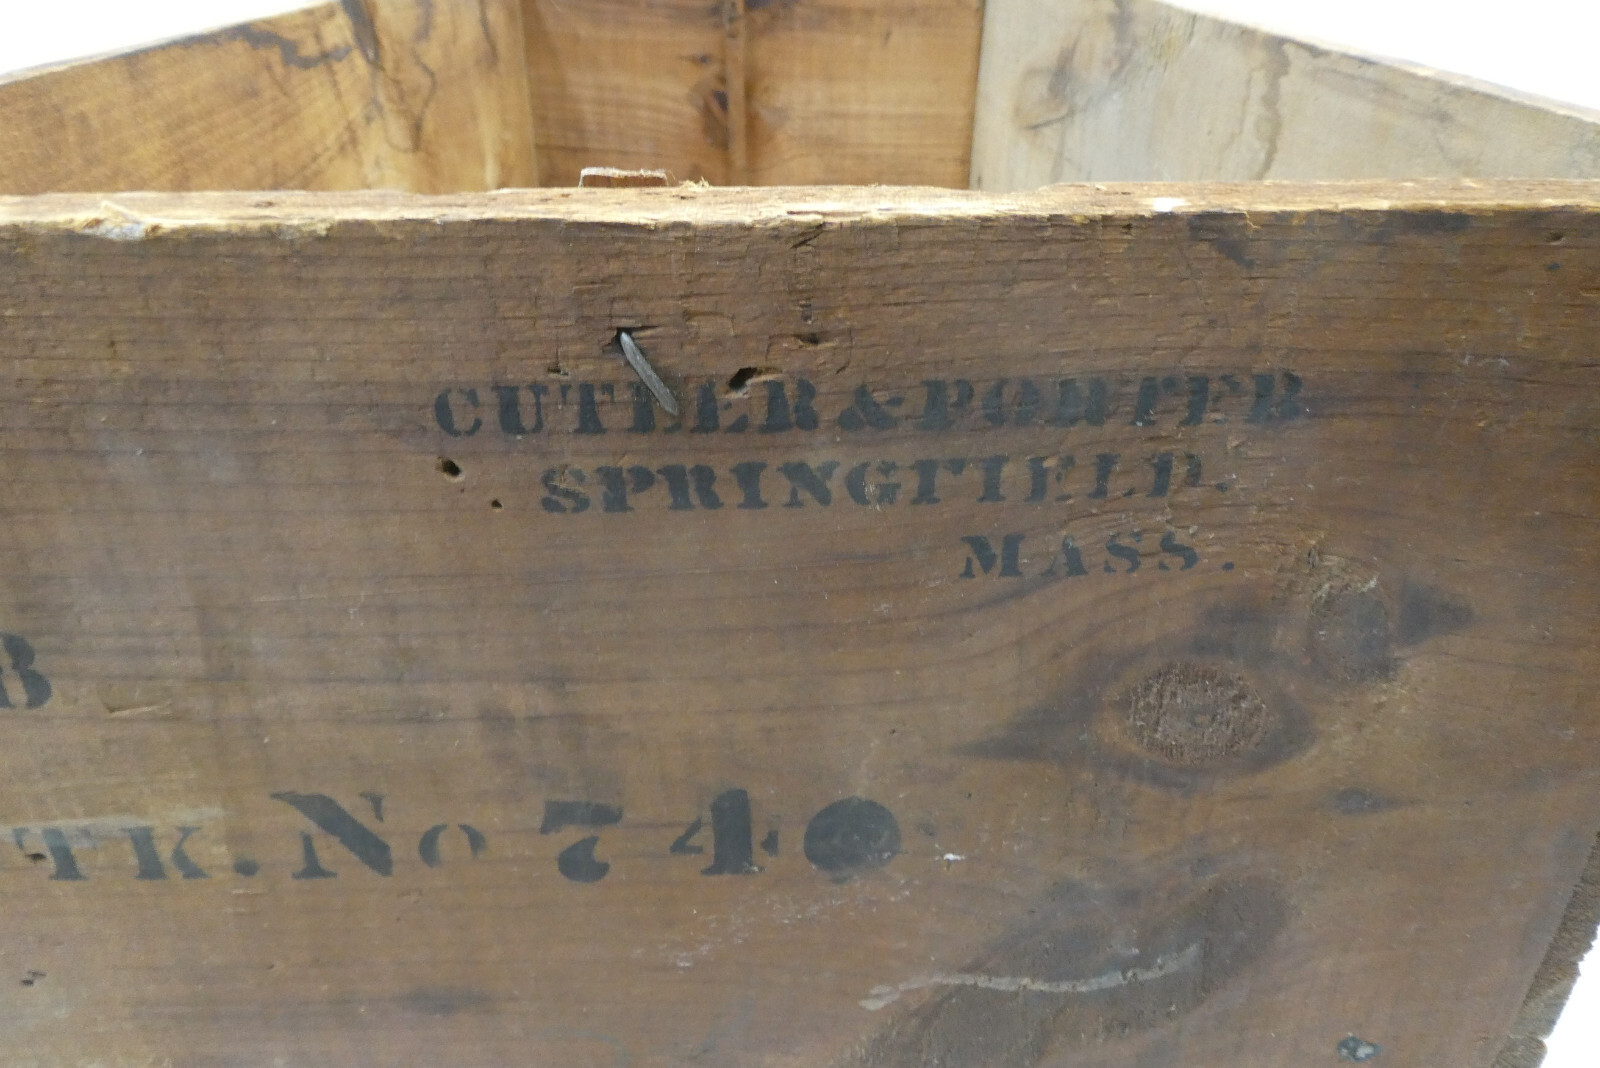 CUTLER & PORTER
SPRINGFIELD.
MASS.
B
TK. No 740